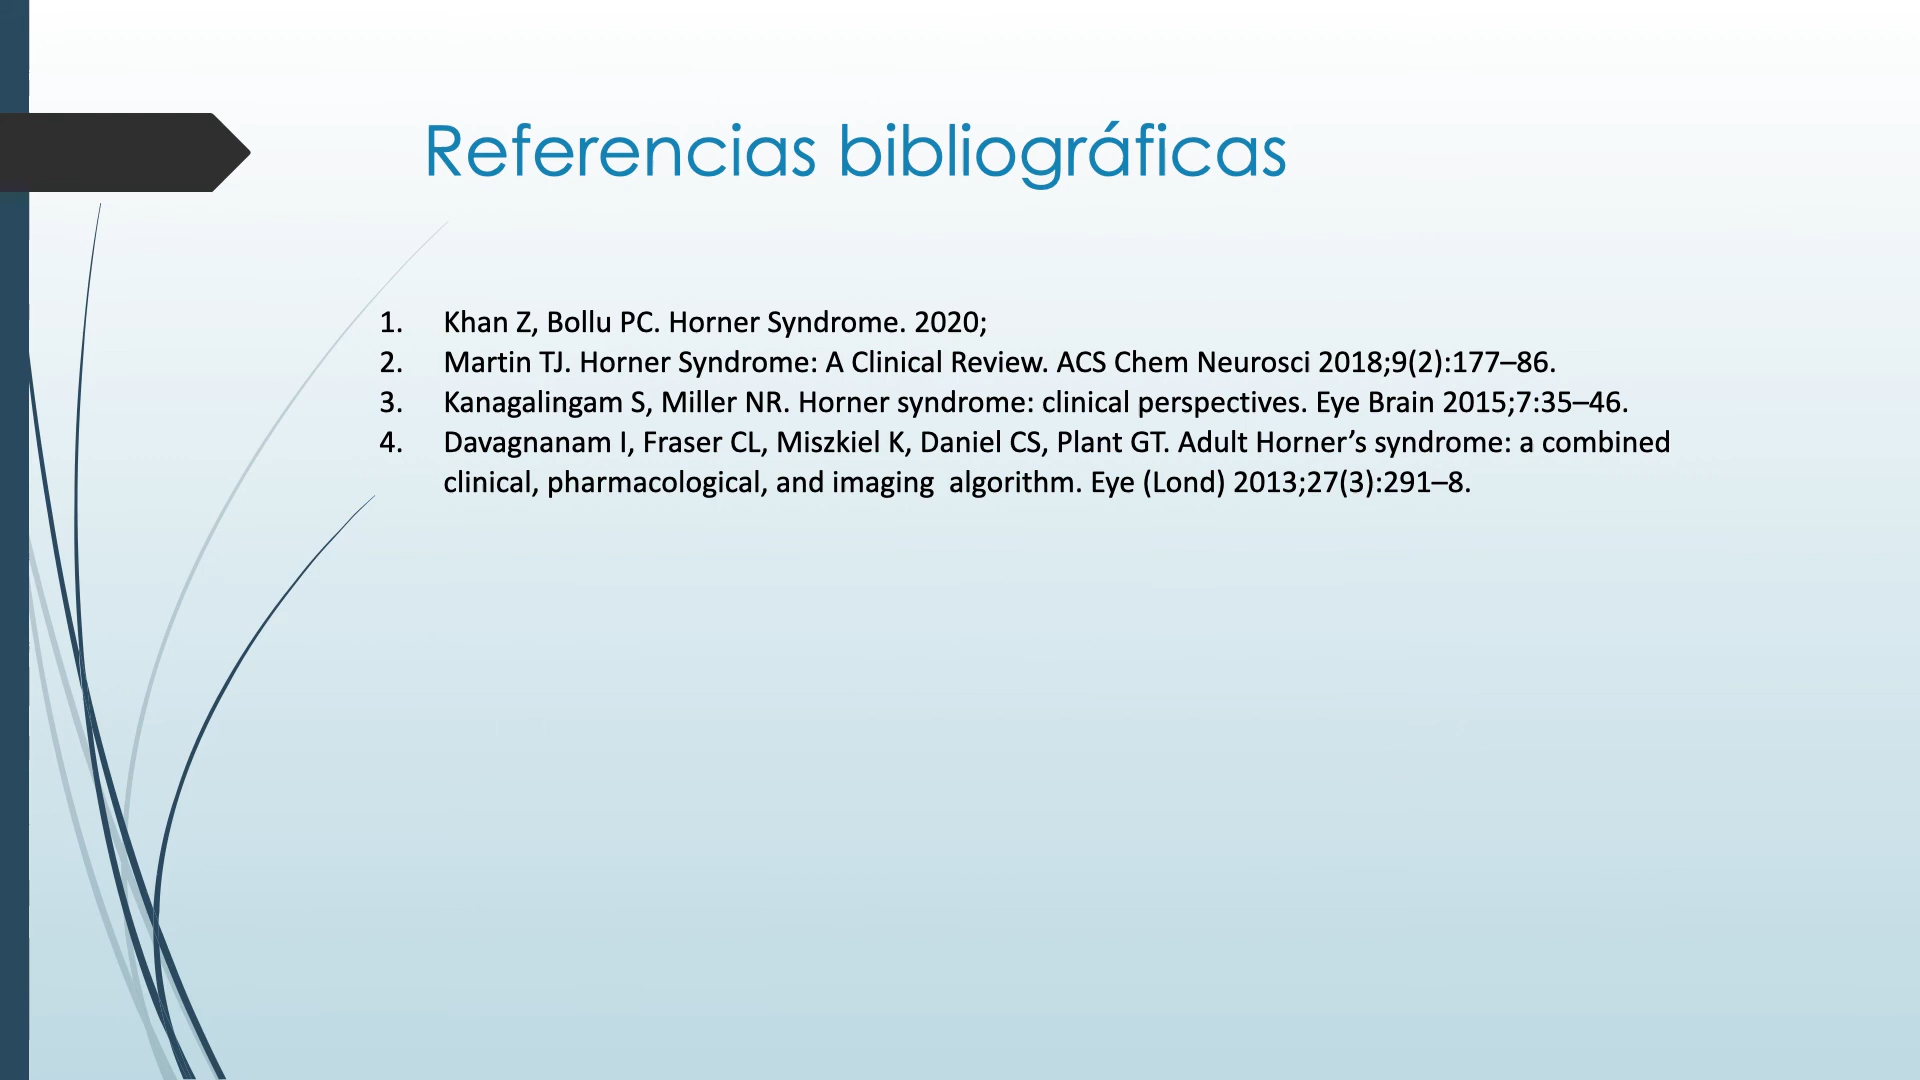 Referencias bibliográficas
1. Khan Z, Bollu PC. Horner Syndrome. 2020;
2. Martin TJ. Horner Syndrome: A Clinical Review. ACS Chem Neurosci 2018;9(2):177–86.
3. Kanagalingam S, Miller NR. Horner syndrome: clinical perspectives. Eye Brain 2015;7:35–46.
4. Davagnanam I, Fraser CL, Miszkiel K, Daniel CS, Plant GT. Adult Horner’s syndrome: a combined
clinical, pharmacological, and imaging  algorithm. Eye (Lond) 2013;27(3):291–8.